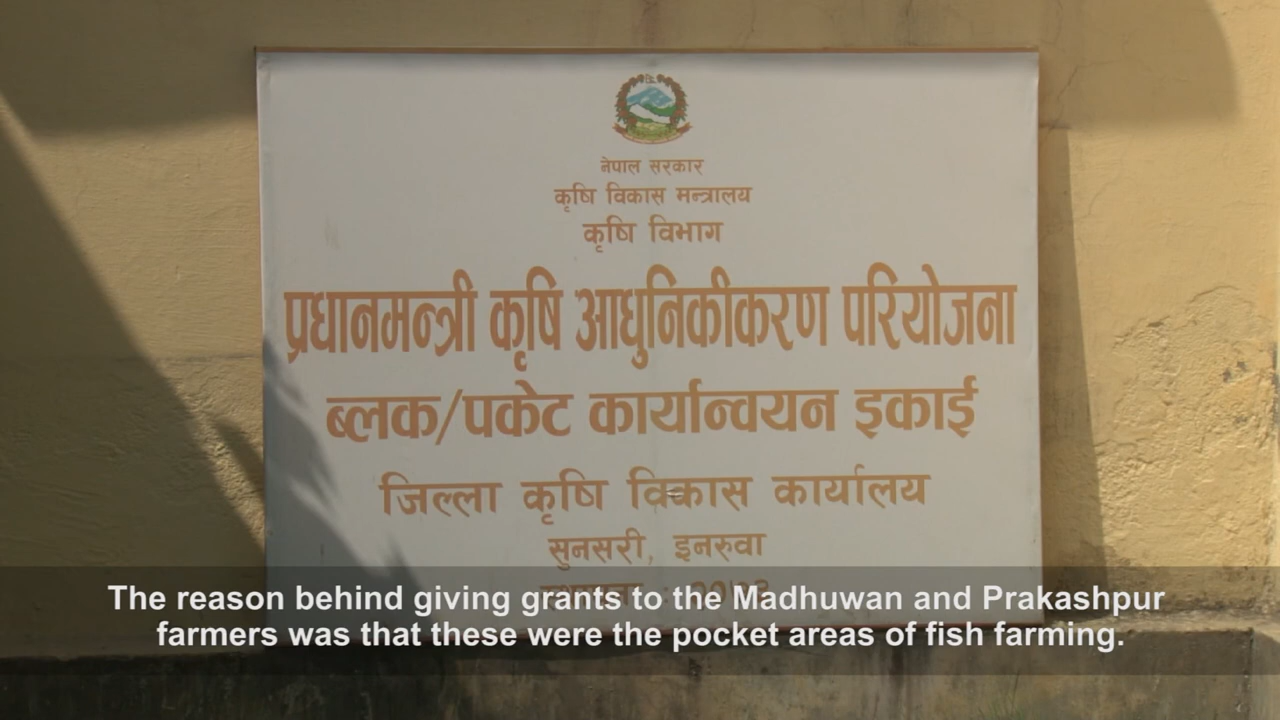 नेपाल सरकार
कृषि विकास मन्त्रालय
कृषि विभाग
प्रधानमन्त्री कृषि आधुनिकीकरण परियोजना
ब्लक/पकेट कार्यान्वयन इकाई
जिल्ला कृषि विकास कार्यालय
सुनसरी, इनरुवा
The reason behind giving grants to the Madhuwan and Prakashpur
farmers was that these were the pocket areas of fish farming.